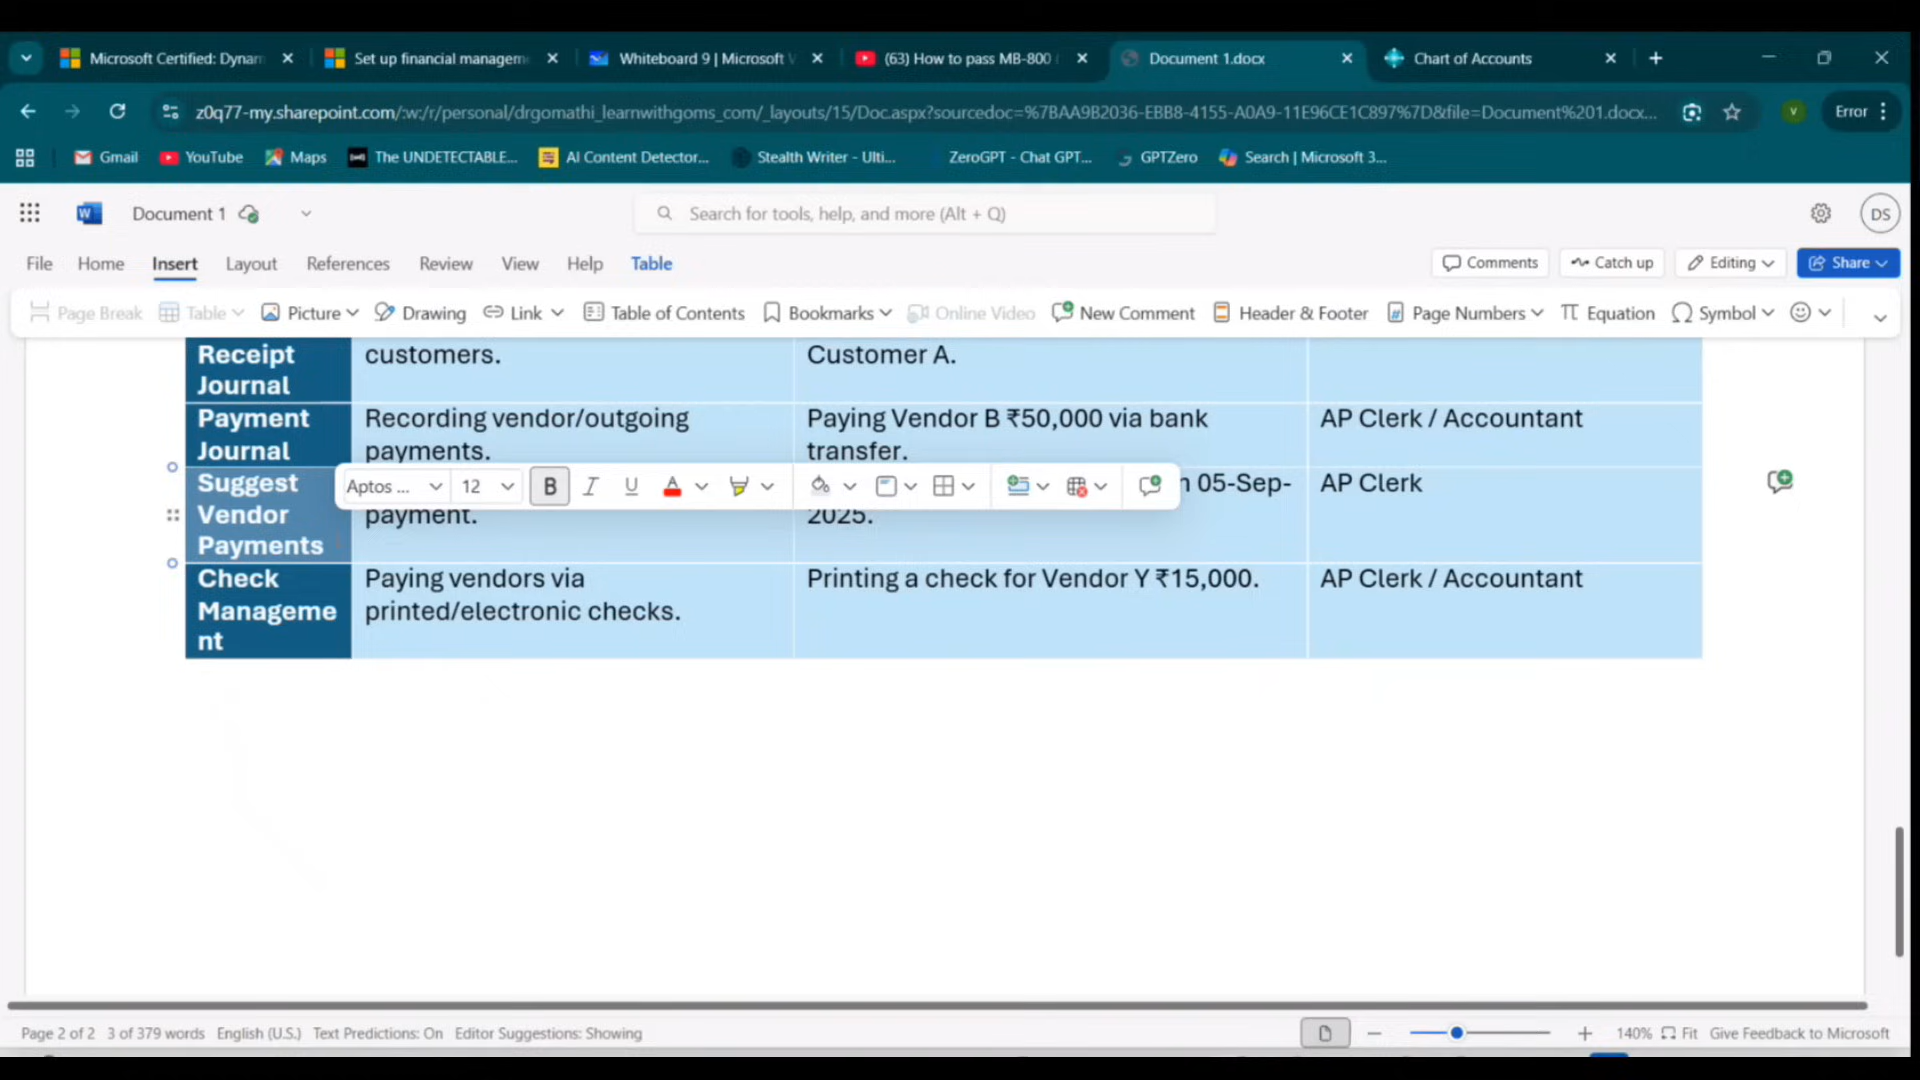 Microsoft Certified: Dynam
Set up financial managem
Whiteboard 9 | Microsoft V
(63) How to pass MB-800
Document 1.docx
Chart of Accounts
z0q77-my.sharepoint.com/:w:/r/personal/drgomathi_learnwithgoms_com/_layouts/15/Doc.aspx?sourcedoc=%7BAA9B2036-EBB8-4155-A0A9-11E96CE1C897%7D&file=Document%201.docx...
V
Error
Gmail
YouTube
Maps
The UNDETECTABLE...
AI Content Detector...
Stealth Writer - Ulti...
ZeroGPT - Chat GPT...
GPTZero
Search | Microsoft 3...
Document 1
Search for tools, help, and more (Alt + Q)
DS
File Home Insert Layout References Review View Help Table
Comments
Catch up
Editing
Share
Page Break
Table
Picture
Drawing
Link
Table of Contents
Bookmarks
Online Video
New Comment
Header & Footer
Page Numbers
Equation
Symbol
Receipt
Journal
customers.
Customer A.
Payment
Journal
Recording vendor/outgoing
payments.
Paying Vendor B ₹50,000 via bank
transfer.
AP Clerk / Accountant
Suggest
Vendor
Payments
Aptos ...
12
B
payment.
05-Sep-
2025.
AP Clerk
Check
Manageme
nt
Paying vendors via
printed/electronic checks.
Printing a check for Vendor Y ₹15,000.
AP Clerk / Accountant
Page 2 of 2
3 of 379 words
English (U.S.)
Text Predictions: On
Editor Suggestions: Showing
140%
Fit
Give Feedback to Microsoft